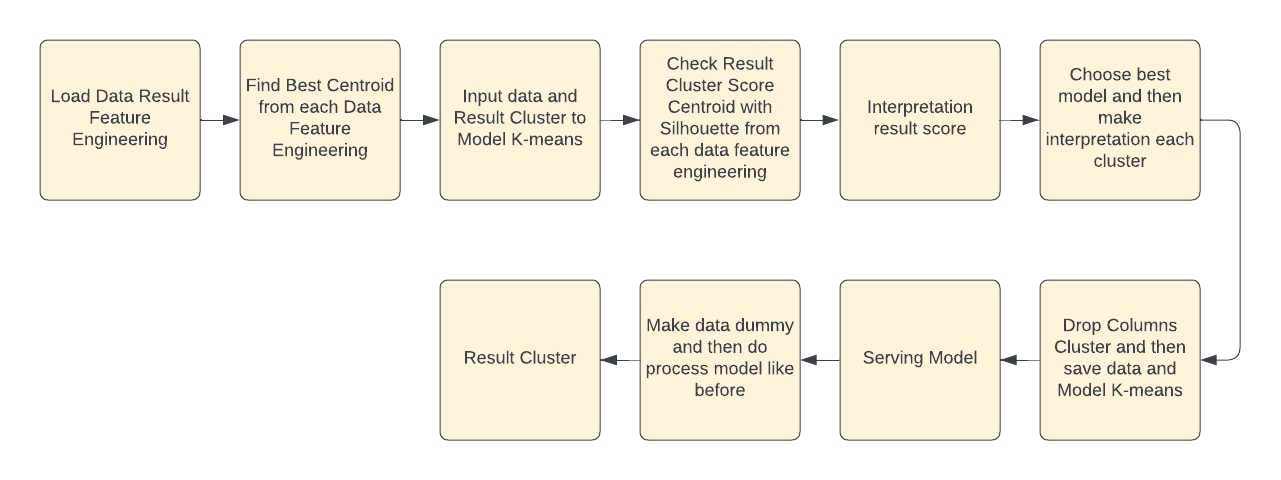 Load Data Result
Feature
Engineering
Find Best Centroid
from each Data
Feature
Engineering
Input data and
Result Cluster to
Model K-means
Check Result
Cluster Score
Centroid with
Silhouette from
each data feature
engineering
Interpretation
result score
Choose best
model and then
make
interpretation each
cluster
Drop Columns
Cluster and then
save data and
Model K-means
Serving Model
Make data dummy
and then do
process model like
before
Result Cluster